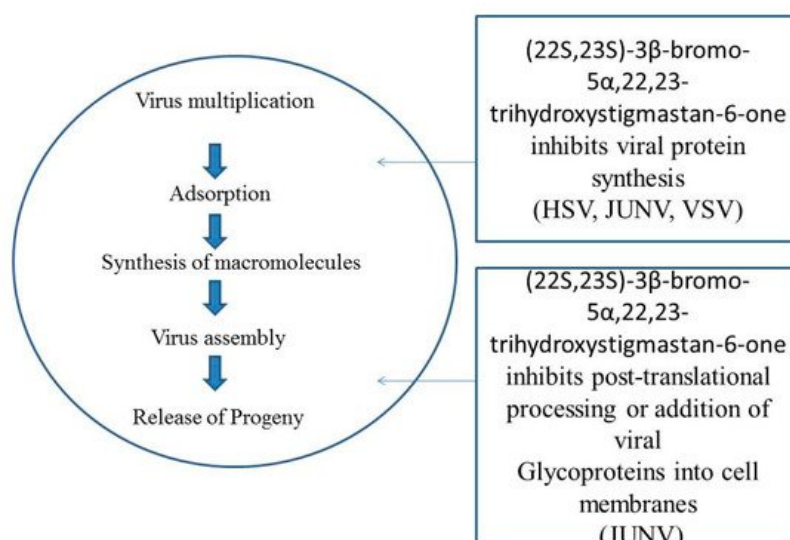 Virus multiplication
Adsorption
Synthesis of macromolecules
Virus assembly
Release of Progeny
(22S,23S)-3β-bromo-
5α,22,23-
trihydroxystigmastan-6-one
inhibits viral protein
synthesis
(HSV, JUNV, VSV)
(22S,23S)-3β-bromo-
5α,22,23-
trihydroxystigmastan-6-one
inhibits post-translational
processing or addition of
viral
Glycoproteins into cell
membranes
(JUNV)